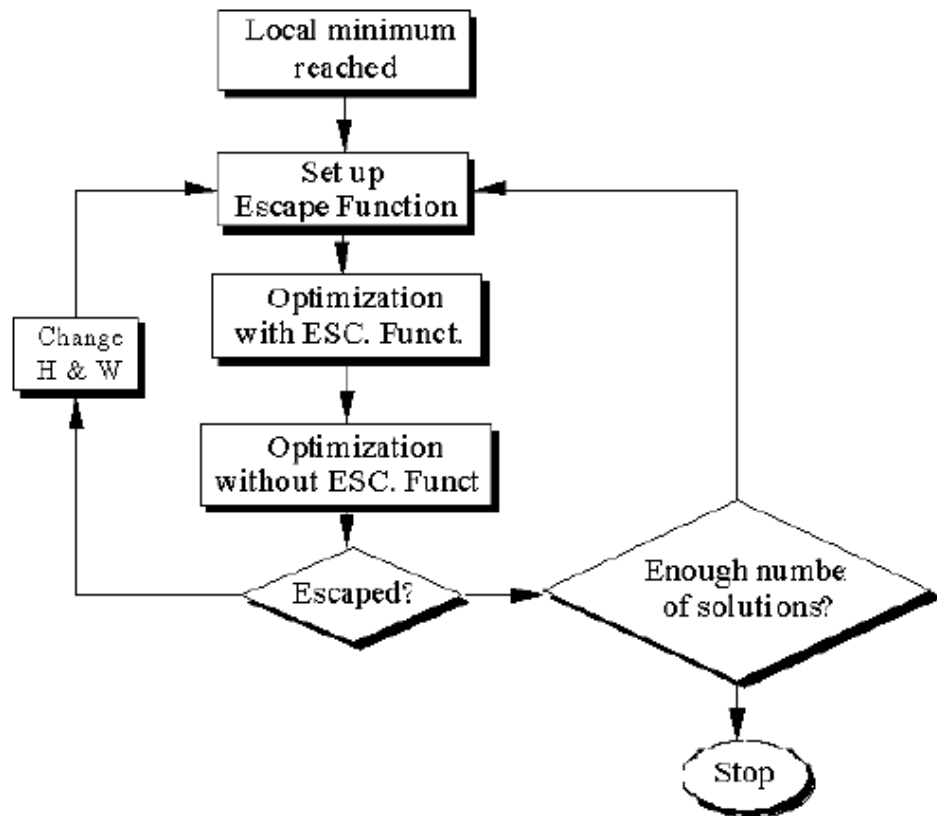 Local minimum
reached
Set up
Escape Function
Optimization
with ESC. Funct.
Change
H & W
Optimization
without ESC. Funct
Escaped?
Enough numbe
of solutions?
Stop